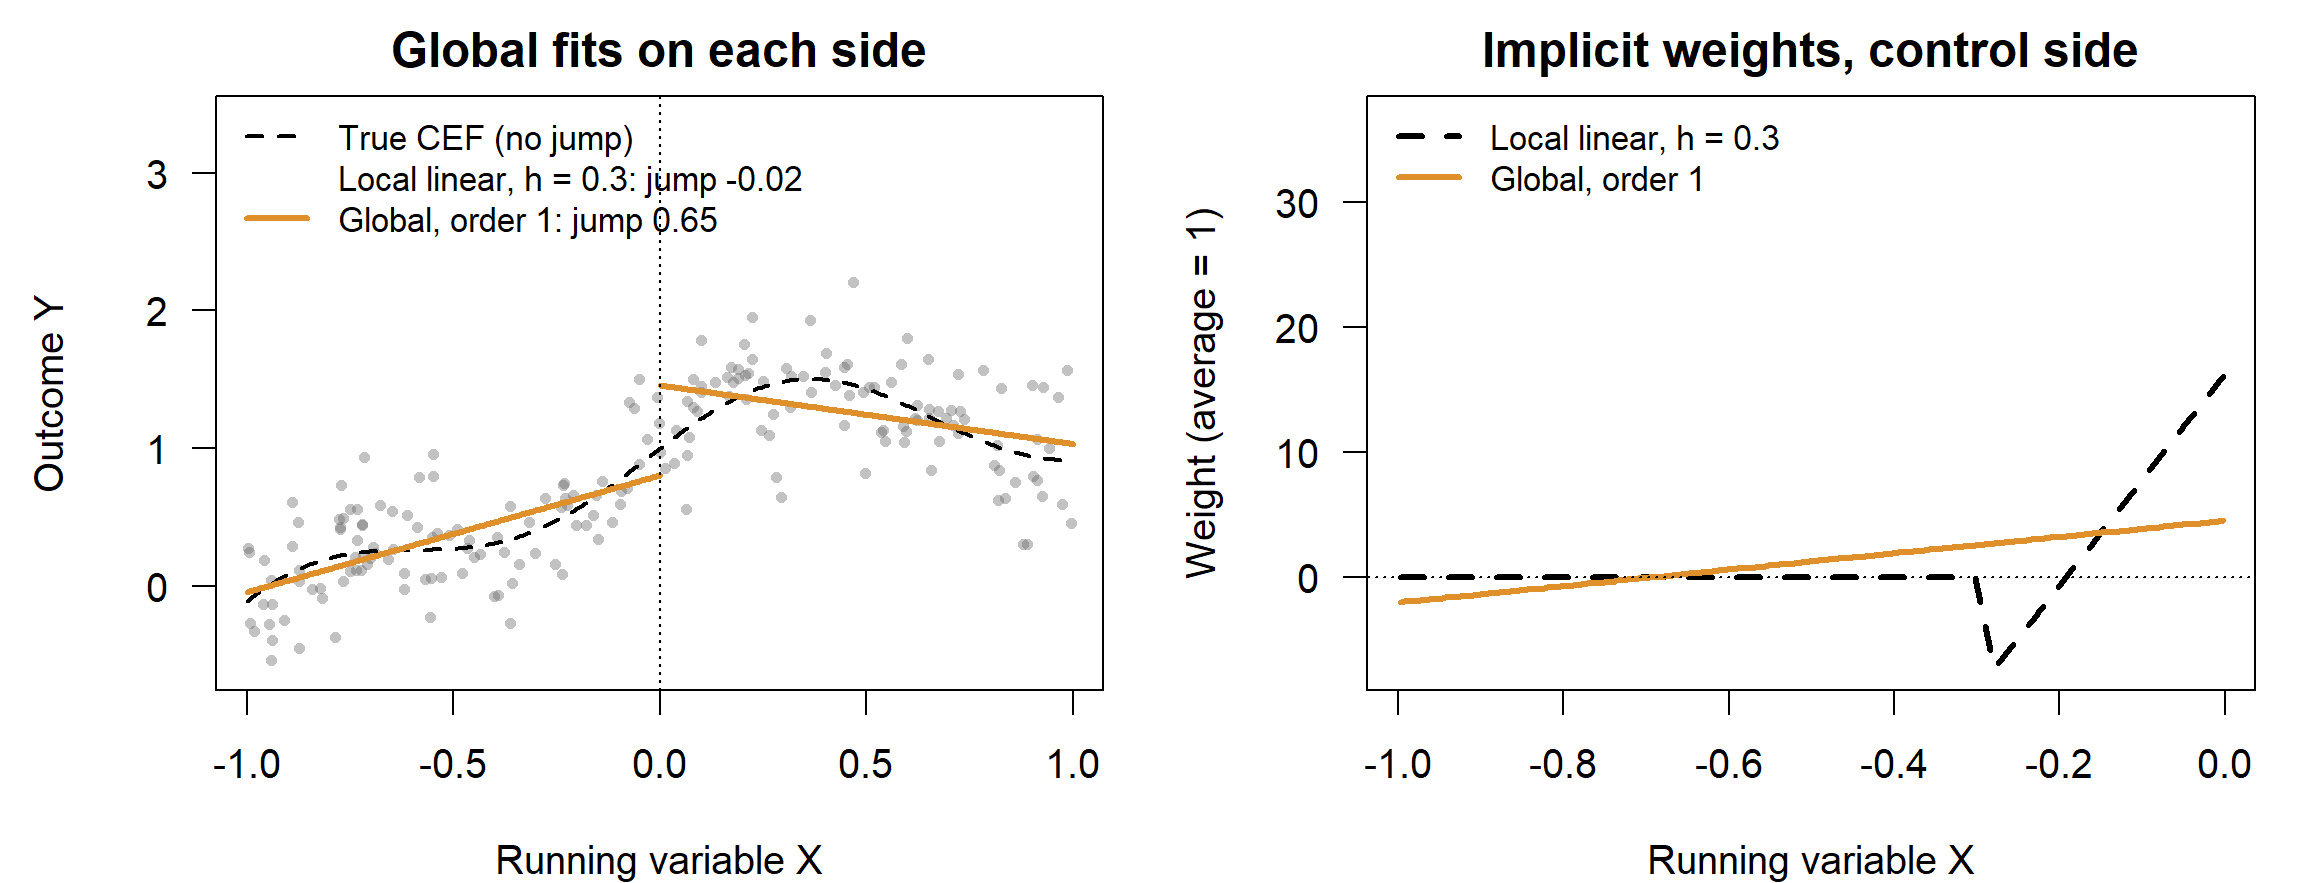 Global fits on each side
True CEF (no jump)
Local linear, h = 0.3: jump -0.02
Global, order 1: jump 0.65
Outcome Y
3
2
1
0
-1.0
-0.5
0.0
0.5
1.0
Running variable X
Implicit weights, control side
Local linear, h = 0.3
Global, order 1
Weight (average = 1)
30
20
10
0
-1.0
-0.8
-0.6
-0.4
-0.2
0.0
Running variable X